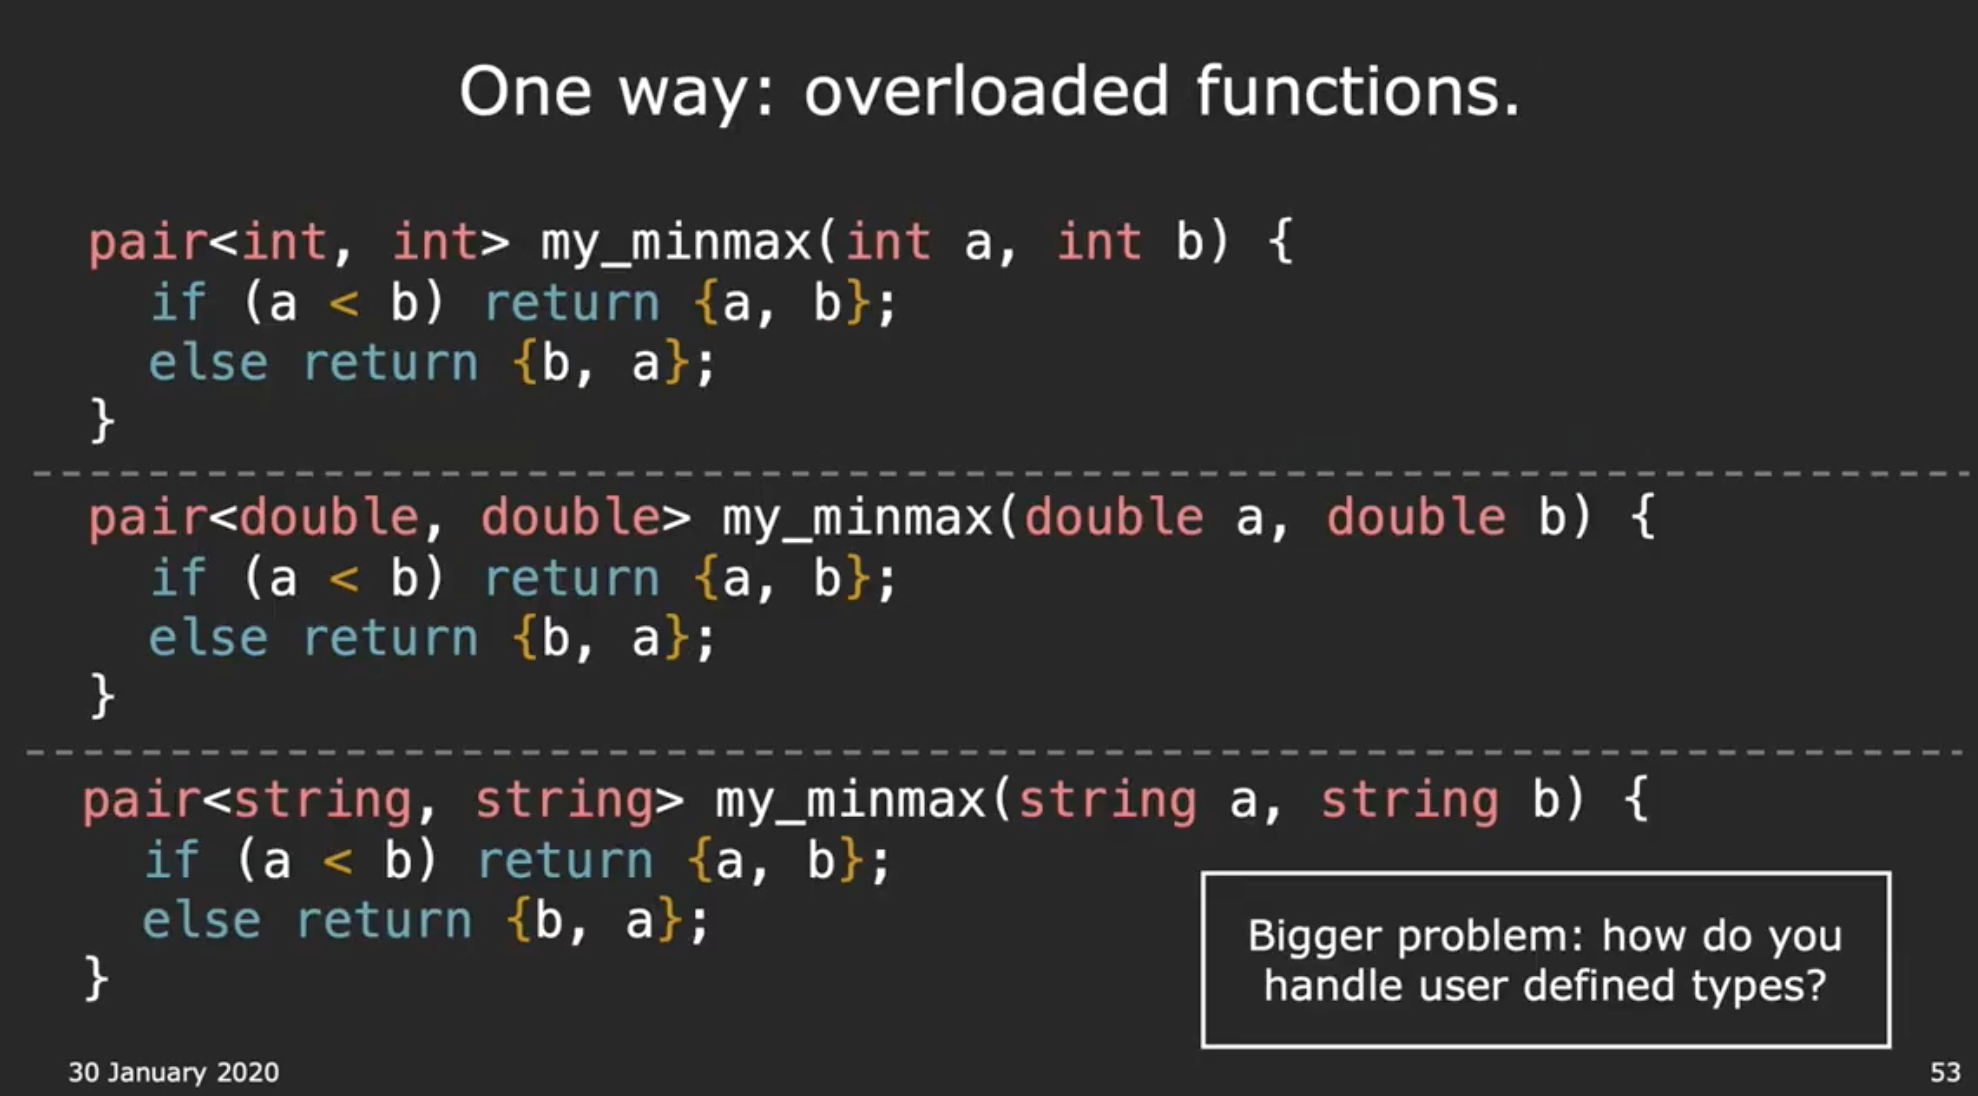 One way: overloaded functions.
pair<int, int> my_minmax(int a, int b) {
  if (a < b) return {a, b};
  else return {b, a};
}
pair<double, double> my_minmax(double a, double b) {
  if (a < b) return {a, b};
  else return {b, a};
}
pair<string, string> my_minmax(string a, string b) {
  if (a < b) return {a, b};
  else return {b, a};
}
Bigger problem: how do you
handle user defined types?
30 January 2020
53